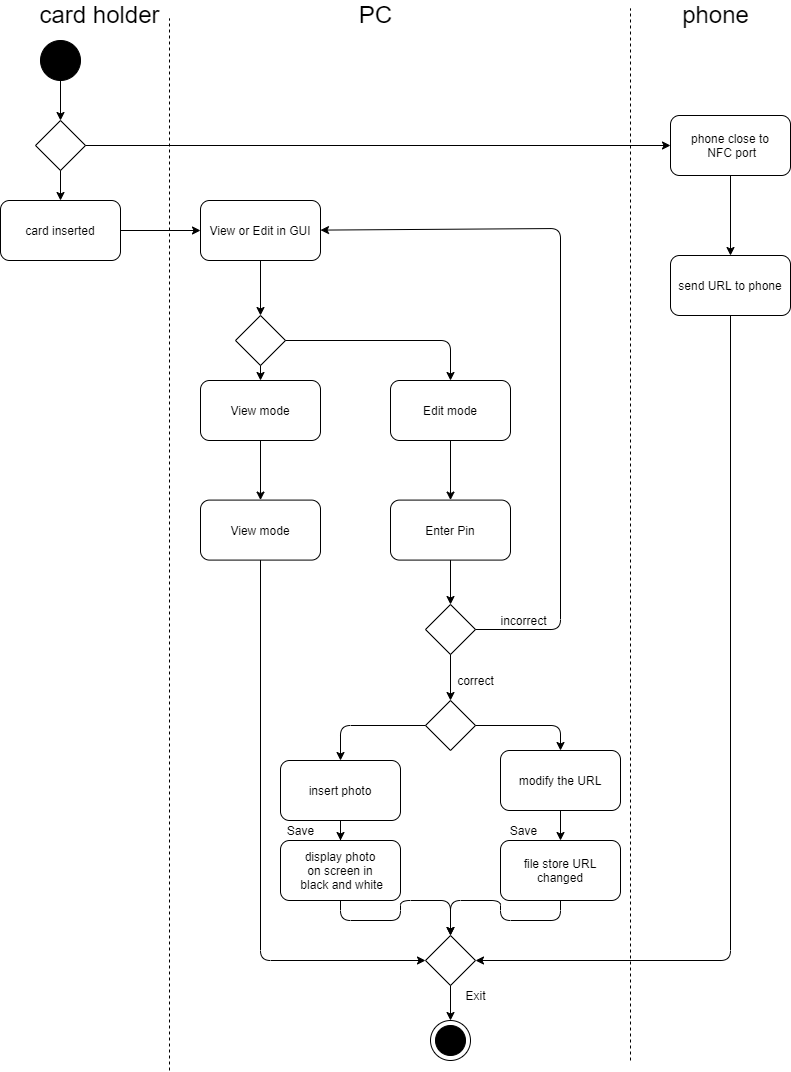 card holder
PC
phone
phone close to
NFC port
card inserted
View or Edit in GUI
send URL to phone
View mode
Edit mode
View mode
Enter Pin
incorrect
correct
insert photo
modify the URL
Save
Save
display photo
on screen in
black and white
file store URL
changed
Exit